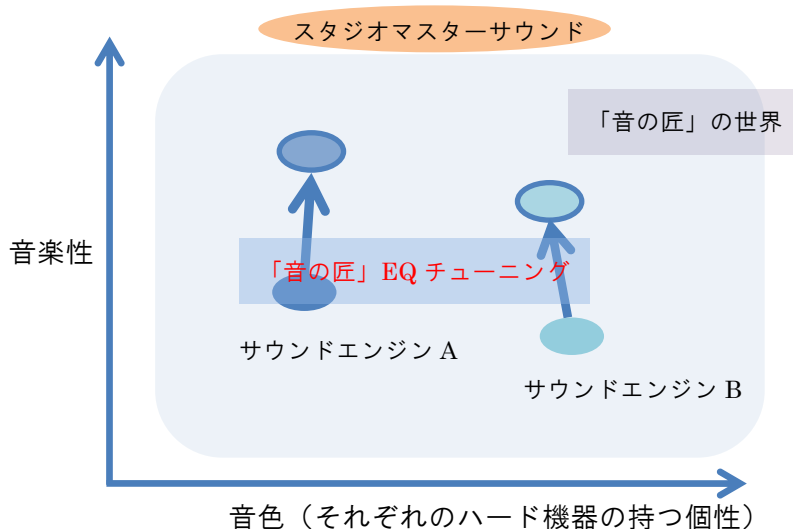 スタジオマスターサウンド
「音の匠」の世界
音楽性
「音の匠」EQ チューニング
サウンドエンジン A
サウンドエンジン B
音色（それぞれのハード機器の持つ個性）